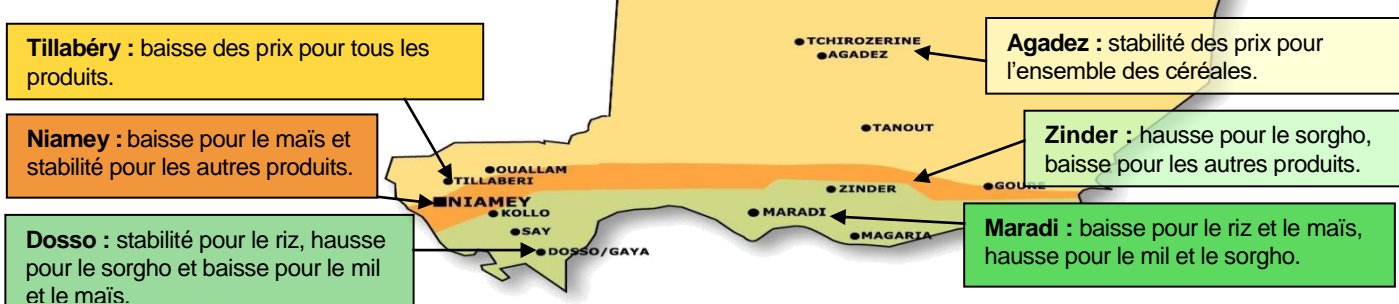 Tillabéry : baisse des prix pour tous les
produits.
Niamey : baisse pour le maïs et
stabilité pour les autres produits.
Dosso : stabilité pour le riz, hausse
pour le sorgho et baisse pour le mil
et le maïs.
TCHIROZERINE
AGADEZ
TANOUT
OUALLAM
TILLABERI
NIAMEY
KOLLO
SAY
DOSSO/GAYA
ZINDER
GOURE
MARADI
MAGARIA
Agadez : stabilité des prix pour
l'ensemble des céréales.
Zinder : hausse pour le sorgho,
baisse pour les autres produits.
Maradi : baisse pour le riz et le maïs,
hausse pour le mil et le sorgho.